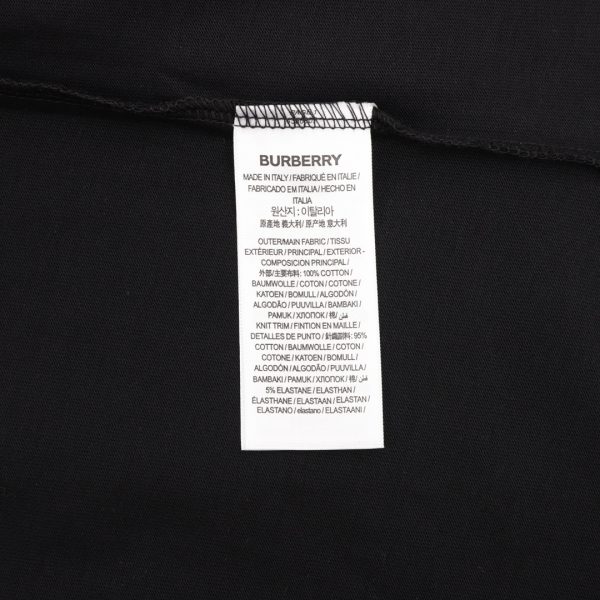 BURBERRY
MADE IN ITALY / FABRIQUÉ EN ITALIE /
FABRICADO EM ITALIA / HECHO EN
ITALIA
원산지 : 이탈리아
原產地 義大利/ 原产地 意大利
OUTER/MAIN FABRIC / TISSU
EXTÉRIEUR / PRINCIPAL / EXTERIOR -
COMPOSICION PRINCIPAL /
外部/主要布料: 100% COTTON /
BAUMWOLLE / COTON / COTONE /
KATOEN / BOMULL / ALGODÓN /
ALGODÃO / PUUVILLA / BAMBAKI /
PAMUK / ХЛОПОК / 棉/ قطن /
KNIT TRIM / FINTION EN MAILLE /
DETALLES DE PUNTO / 針織副料 : 95%
COTTON / BAUMWOLLE / COTON /
COTONE / KATOEN / BOMULL /
ALGODÓN / ALGODÃO / PUUVILLA /
BAMBAKI / PAMUK / ХЛОПОК / 棉/ قطن /
5% ELASTANE / ELASTHAN /
ÉLASTHANE / ELASTAAN / ELASTAN /
ELASTANO / elastano / ELASTAANI /